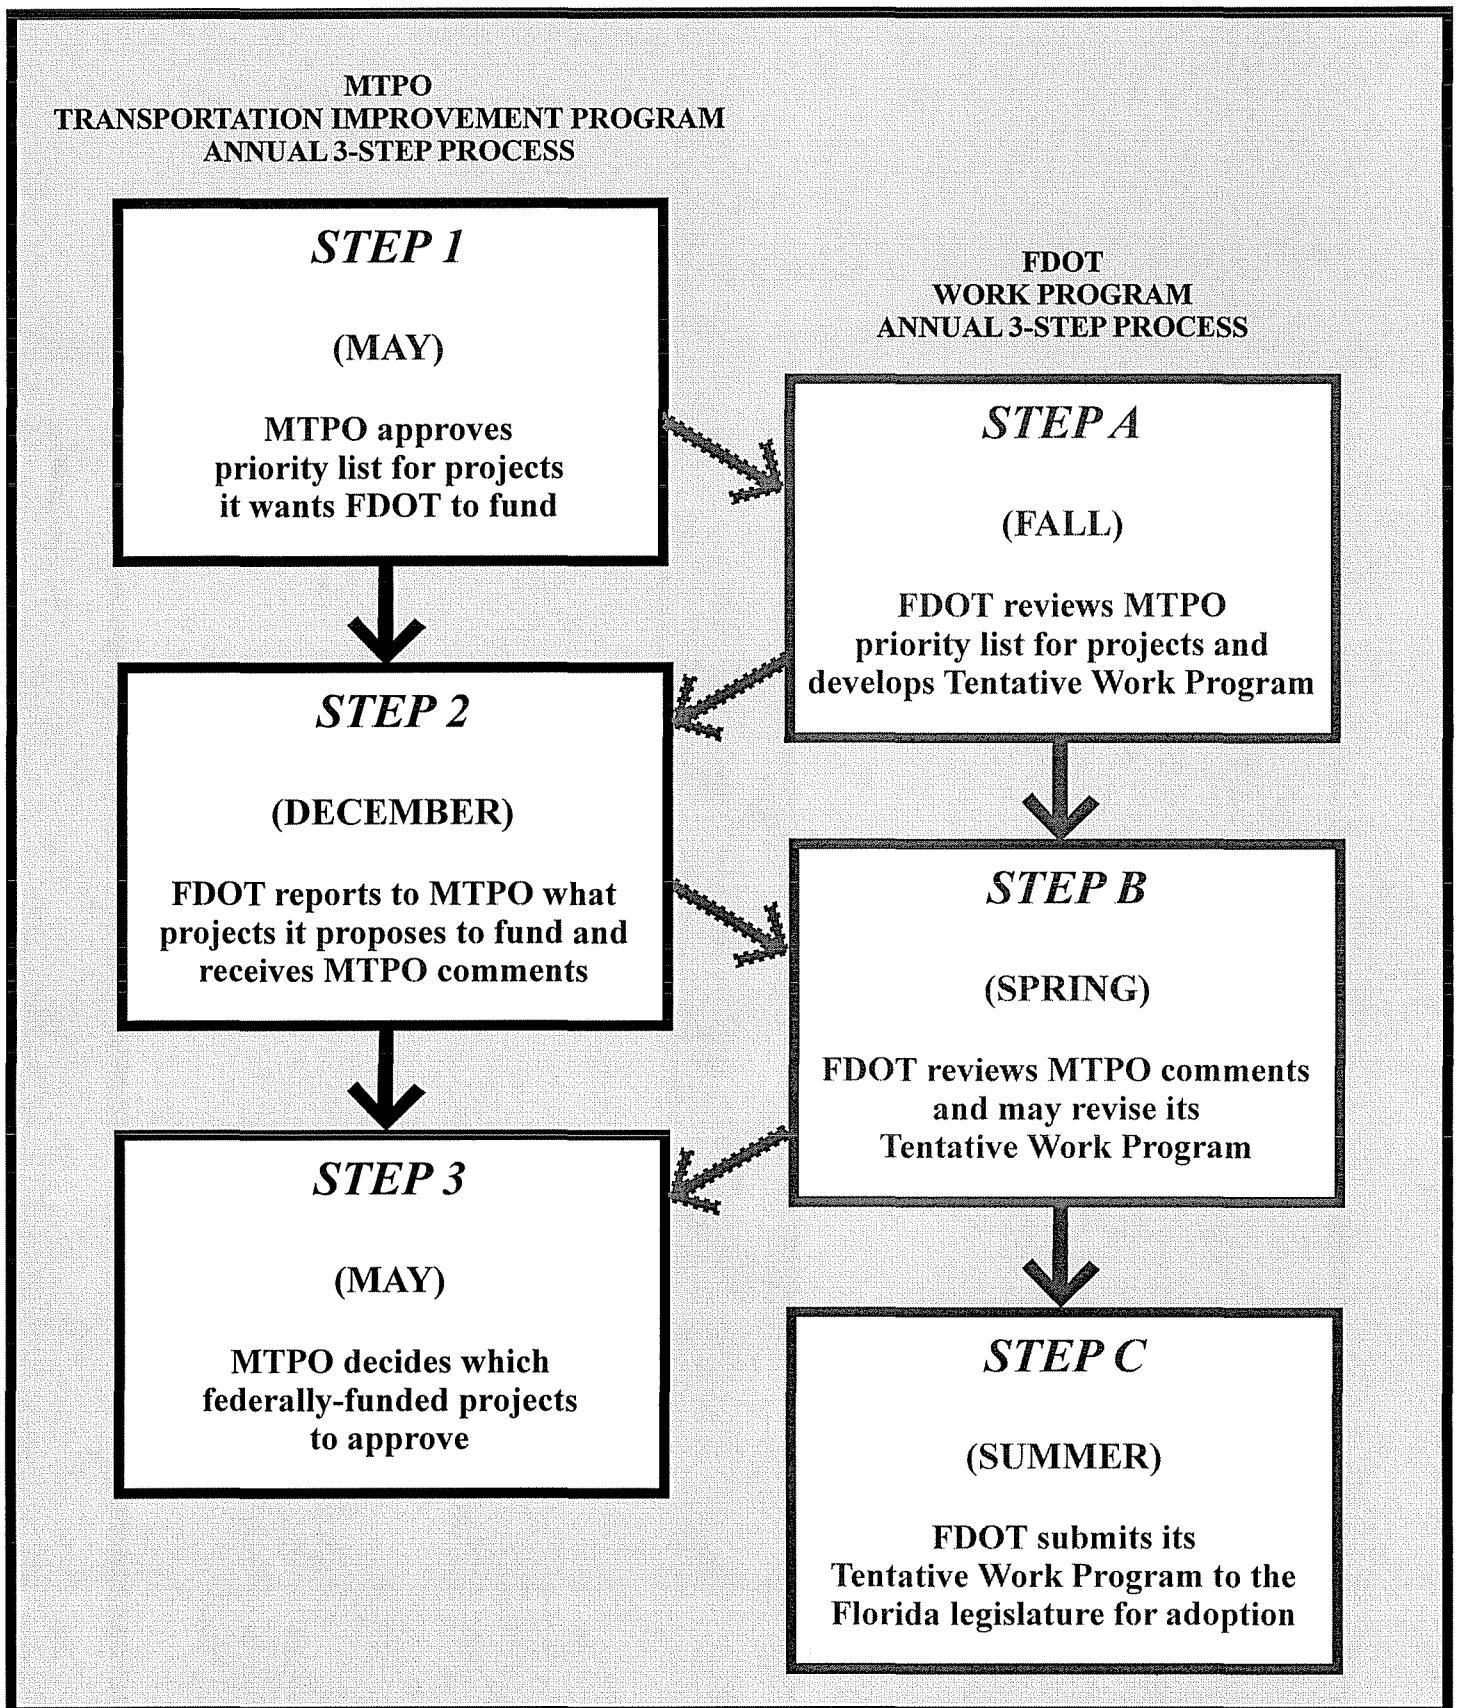 MTPO
TRANSPORTATION IMPROVEMENT PROGRAM
ANNUAL 3-STEP PROCESS
STEP 1
(MAY)
MTPO approves
priority list for projects
it wants FDOT to fund
STEP 2
(DECEMBER)
FDOT reports to MTPO what
projects it proposes to fund and
receives MTPO comments
STEP 3
(MAY)
MTPO decides which
federally-funded projects
to approve
FDOT
WORK PROGRAM
ANNUAL 3-STEP PROCESS
STEP A
(FALL)
FDOT reviews MTPO
priority list for projects and
develops Tentative Work Program
STEP B
(SPRING)
FDOT reviews MTPO comments
and may revise its
Tentative Work Program
STEP C
(SUMMER)
FDOT submits its
Tentative Work Program to the
Florida legislature for adoption